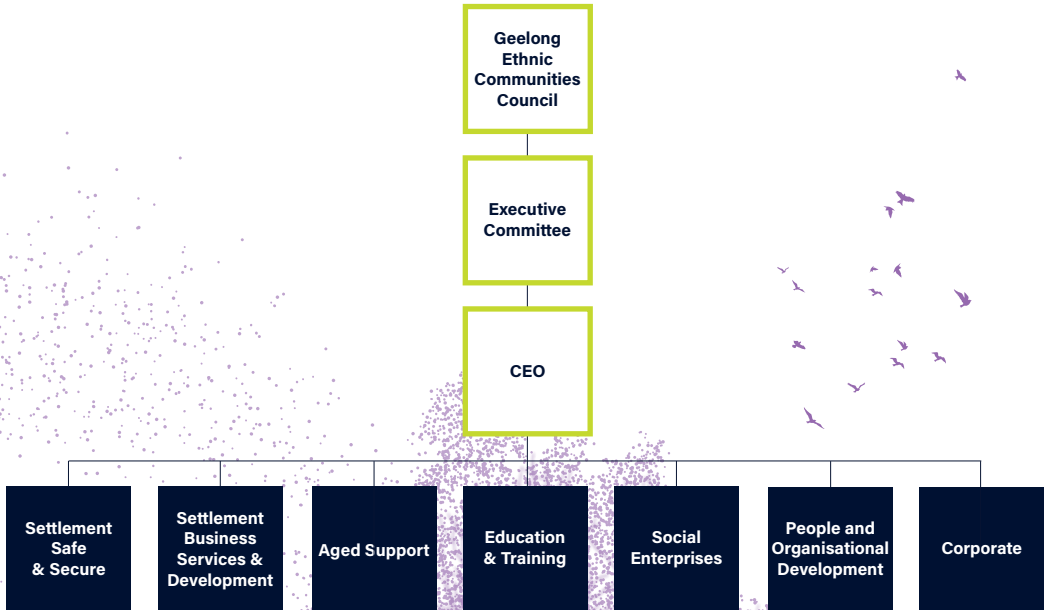 Geelong
Ethnic
Communities
Council
Executive
Committee
CEO
Settlement
Safe
& Secure
Settlement
Business
Services &
Development
Aged Support
Education
& Training
Social
Enterprises
People and
Organisational
Development
Corporate